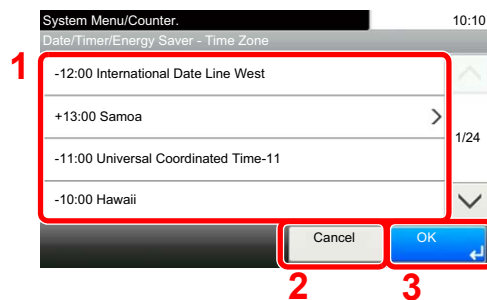 System Menu/Counter.
10:10
Date/Timer/Energy Saver - Time Zone
1
-12:00 International Date Line West
+13:00 Samoa
1/24
-11:00 Universal Coordinated Time-11
-10:00 Hawaii
Cancel
OK
2
3